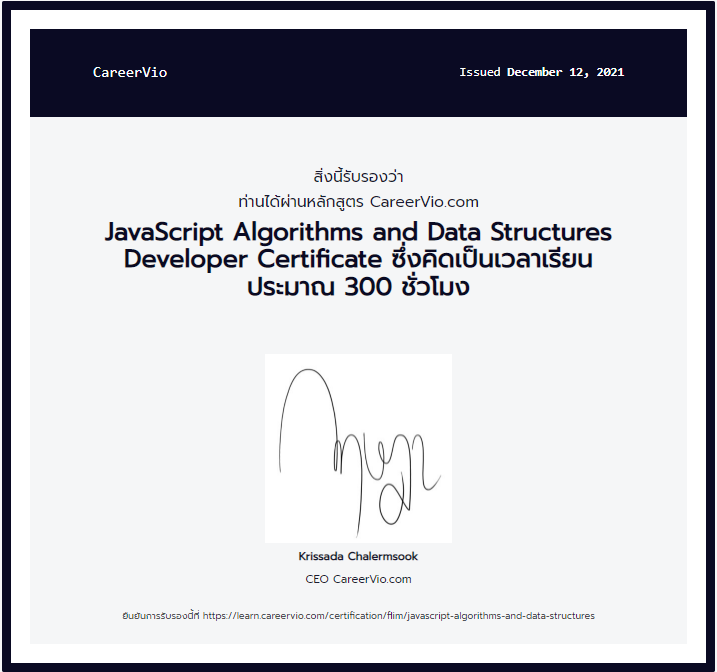 CareerVio
Issued December 12, 2021
สิ่งนี้รับรองว่า
ท่านได้ผ่านหลักสูตร CareerVio.com
JavaScript Algorithms and Data Structures
Developer Certificate ซึ่งคิดเป็นเวลาเรียน
ประมาณ 300 ชั่วโมง
Krissada Chalermsook
CEO CareerVio.com
ยืนยันการรับรองนี้ที่ https://learn.careervio.com/certification/flim/javascript-algorithms-and-data-structures